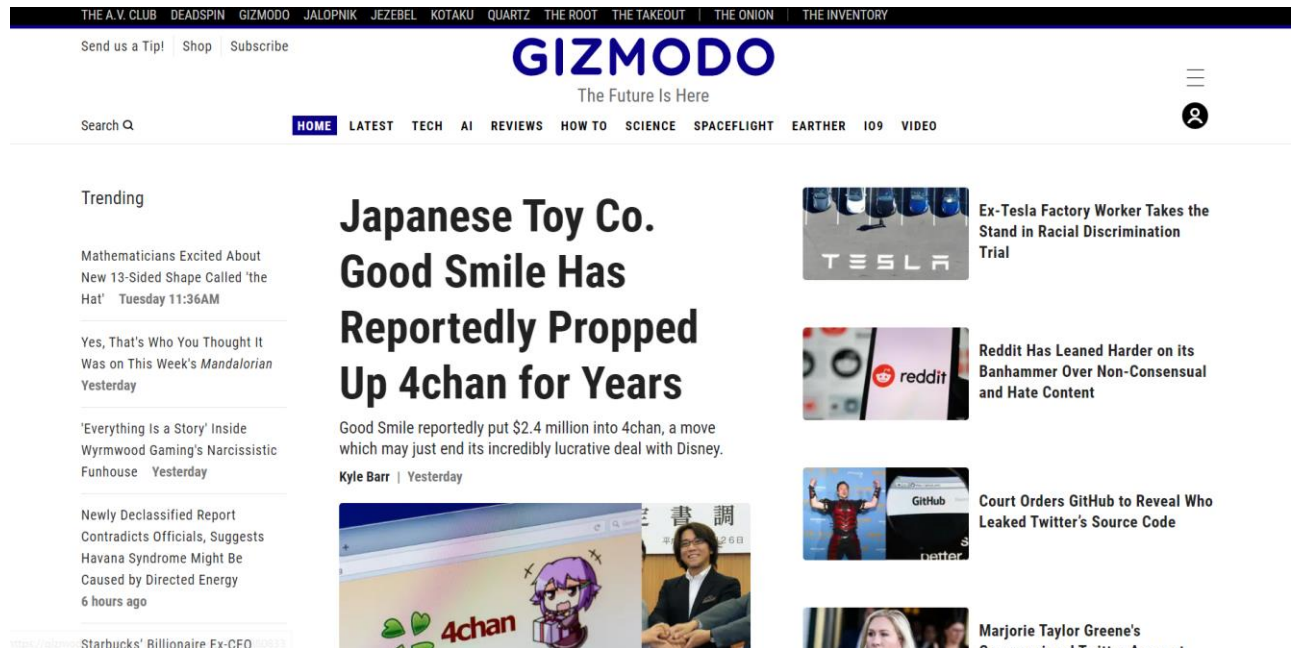 THE A.V. CLUB DEADSPIN GIZMODO JALOPNIK JEZEBEL KOTAKU QUARTZ THE ROOT THE TAKEOUT | THE ONION | THE INVENTORY
Send us a Tip! Shop Subscribe
GIZMODO
The Future Is Here
Search
HOME LATEST TECH AI REVIEWS HOW TO SCIENCE SPACEFLIGHT EARTHER IO9 VIDEO
Trending
Mathematicians Excited About
New 13-Sided Shape Called 'the
Hat' Tuesday 11:36AM
Yes, That's Who You Thought It
Was on This Week's Mandalorian
Yesterday
'Everything Is a Story' Inside
Wyrmwood Gaming's Narcissistic
Funhouse Yesterday
Newly Declassified Report
Contradicts Officials, Suggests
Havana Syndrome Might Be
Caused by Directed Energy
6 hours ago
Starbucks' Billionaire Ex-CEO
Japanese Toy Co.
Good Smile Has
Reportedly Propped
Up 4chan for Years
Good Smile reportedly put $2.4 million into 4chan, a move
which may just end its incredibly lucrative deal with Disney.
Kyle Barr | Yesterday
4chan
書 調
26日
TESLA
Ex-Tesla Factory Worker Takes the
Stand in Racial Discrimination
Trial
reddit
Reddit Has Leaned Harder on its
Banhammer Over Non-Consensual
and Hate Content
GitHub
better
Court Orders GitHub to Reveal Who
Leaked Twitter's Source Code
Marjorie Taylor Greene's